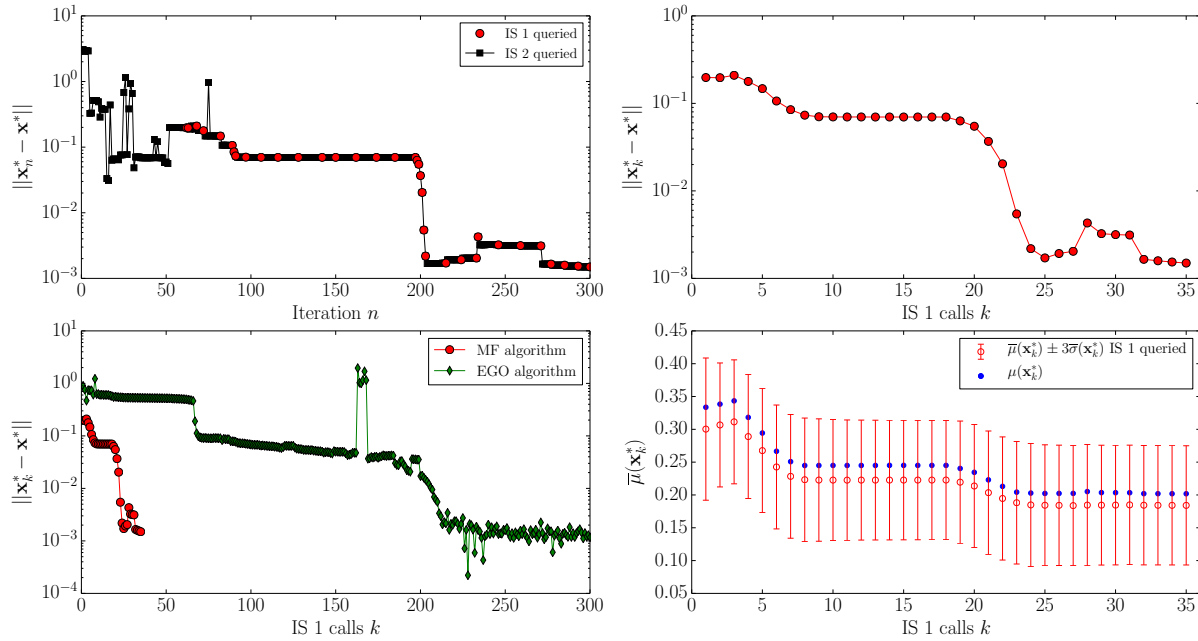 10^1
10^0
10^{-1}
10^{-2}
10^{-3}
||x*_n − x*||
0 50 100 150 200 250 300
Iteration n
IS 1 queried
IS 2 queried
10^0
10^{-1}
10^{-2}
10^{-3}
||x*_k − x*||
0 5 10 15 20 25 30 35
IS 1 calls k
10^1
10^0
10^{-1}
10^{-2}
10^{-3}
10^{-4}
||x*_k − x*||
0 50 100 150 200 250 300
IS 1 calls k
MF algorithm
EGO algorithm
0.45
0.40
0.35
0.30
0.25
0.20
0.15
0.10
0.05
μ̄(x*_k)
0 5 10 15 20 25 30 35
IS 1 calls k
μ̄(x*_k) ± 3σ̄(x*_k) IS 1 queried
μ(x*_k)